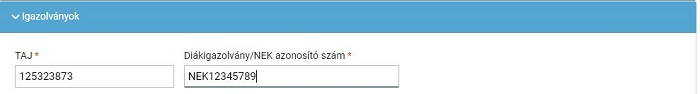 Igazolványok
TAJ * Diákigazolvány/NEK azonosító szám *
125323873 NEK12345789